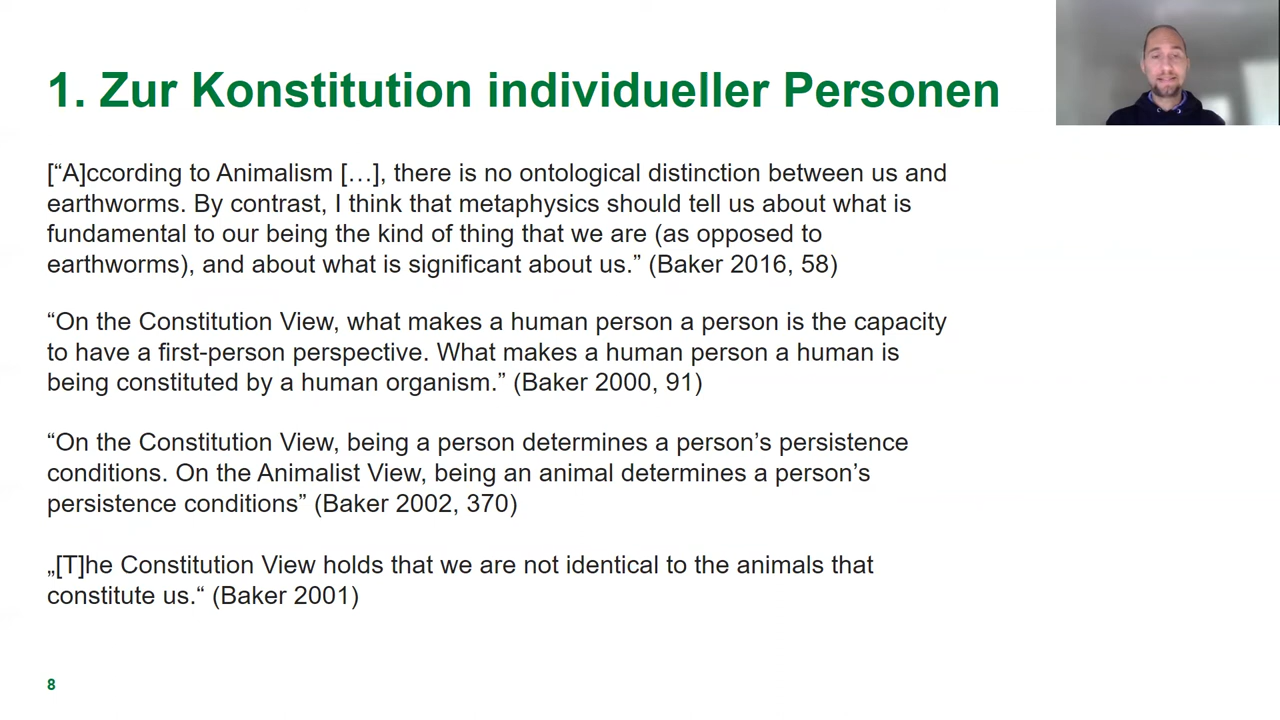 1. Zur Konstitution individueller Personen
[“A]ccording to Animalism […], there is no ontological distinction between us and
earthworms. By contrast, I think that metaphysics should tell us about what is
fundamental to our being the kind of thing that we are (as opposed to
earthworms), and about what is significant about us.” (Baker 2016, 58)
“On the Constitution View, what makes a human person a person is the capacity
to have a first-person perspective. What makes a human person a human is
being constituted by a human organism.” (Baker 2000, 91)
“On the Constitution View, being a person determines a person’s persistence
conditions. On the Animalist View, being an animal determines a person’s
persistence conditions” (Baker 2002, 370)
„[T]he Constitution View holds that we are not identical to the animals that
constitute us.“ (Baker 2001)
8